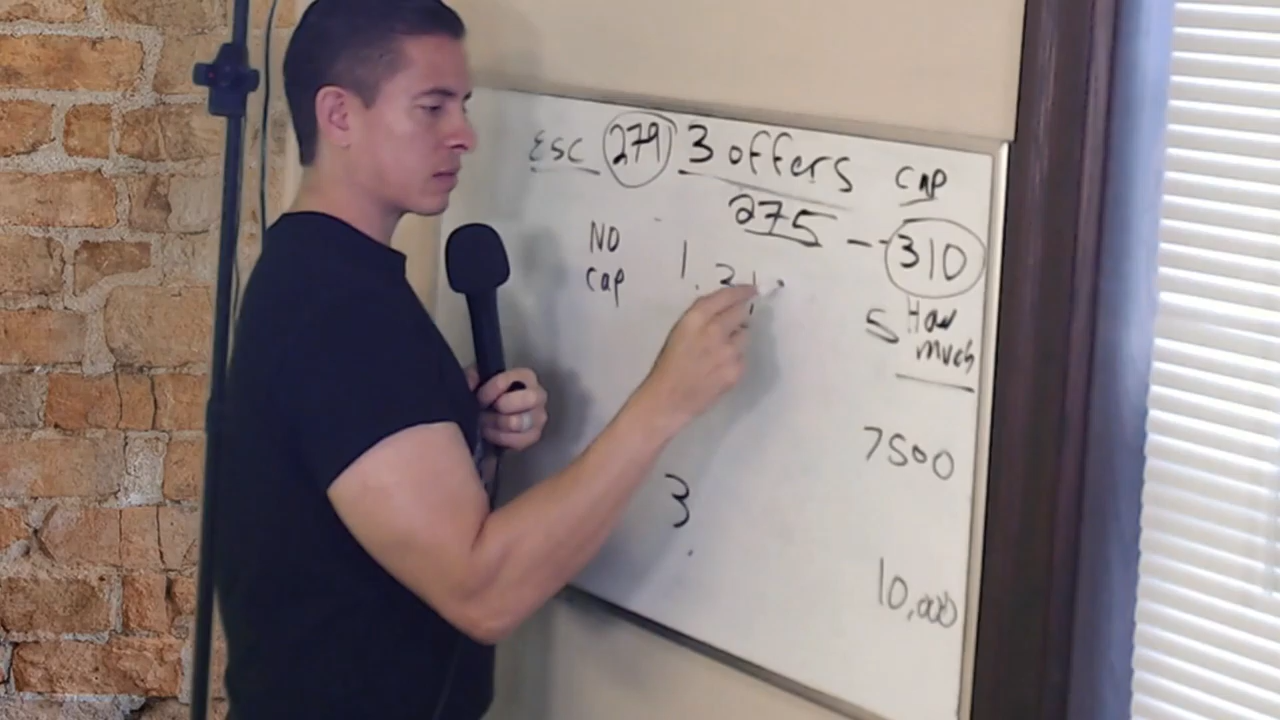 Esc 279 3 offers Cap
275 -- 310
NO
Cap
1.
5 How
much
7500
3
10,000